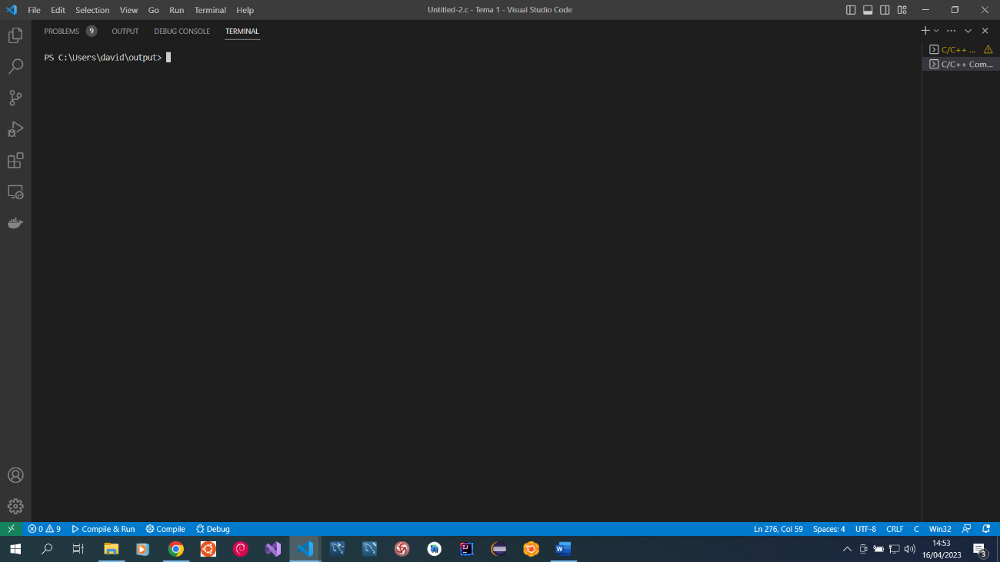 File Edit Selection View Go Run Terminal Help
Untitled-2.c - Tema 1 - Visual Studio Code
PROBLEMS 9 OUTPUT DEBUG CONSOLE TERMINAL
PS C:\Users\david\output>
C/C++ ...
C/C++ Com...
0 9 Compile & Run Compile Debug
Ln 276, Col 59 Spaces: 4 UTF-8 CRLF C Win32
14:53
16/04/2023
3